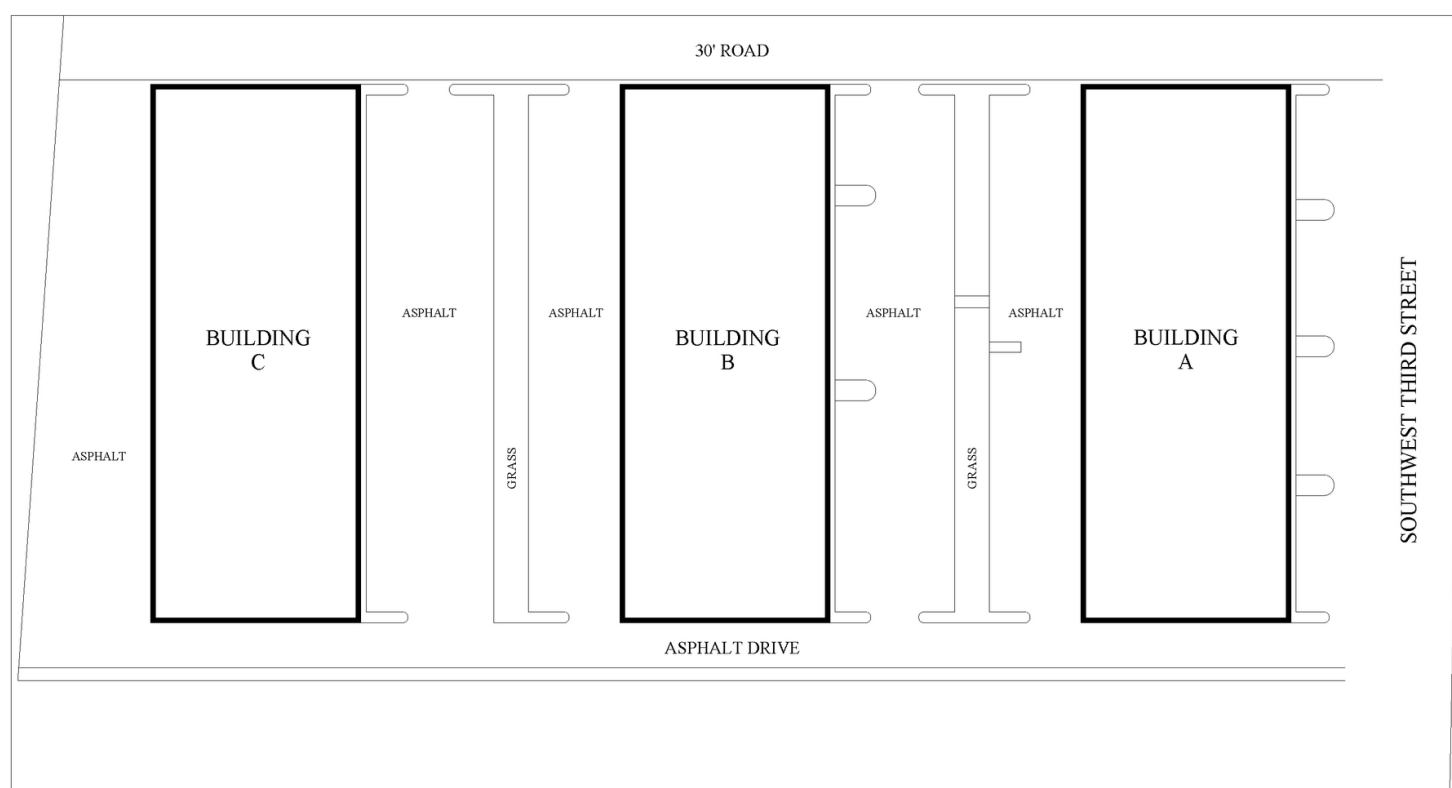 30' ROAD
ASPHALT
ASPHALT
ASPHALT
ASPHALT
BUILDING
C
BUILDING
B
BUILDING
A
SOUTHWEST THIRD STREET
ASPHALT
GRASS
GRASS
ASPHALT DRIVE